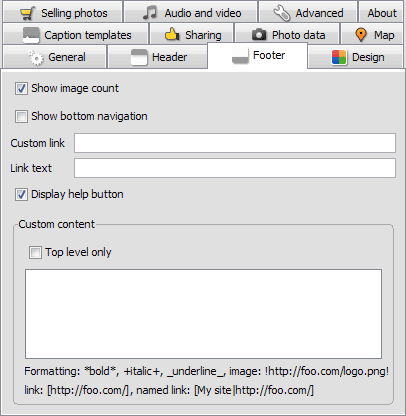 Selling photos Audio and video Advanced About
Caption templates Sharing Photo data Map
General Header Footer Design
Show image count
Show bottom navigation
Custom link
Link text
Display help button
Custom content
Top level only
Formatting: *bold*, +italic+, _underline_, image: !http://foo.com/logo.png!
link: [http://foo.com/], named link: [My site|http://foo.com/]